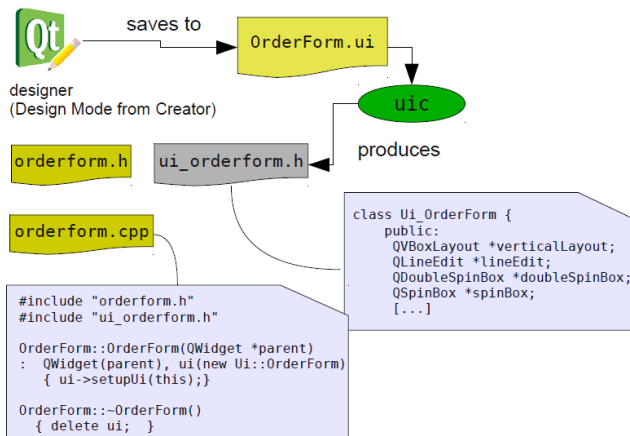 Qt
saves to
OrderForm.ui
designer
(Design Mode from Creator)
uic
produces
orderform.h
ui_orderform.h
orderform.cpp
class Ui_OrderForm {
public:
QVBoxLayout *verticalLayout;
QLineEdit *lineEdit;
QDoubleSpinBox *doubleSpinBox;
QSpinBox *spinBox;
[...]
#include "orderform.h"
#include "ui_orderform.h"
OrderForm::OrderForm(QWidget *parent)
: QWidget(parent), ui(new Ui::OrderForm)
{ ui->setupUi(this);}
OrderForm::~OrderForm()
{ delete ui; }